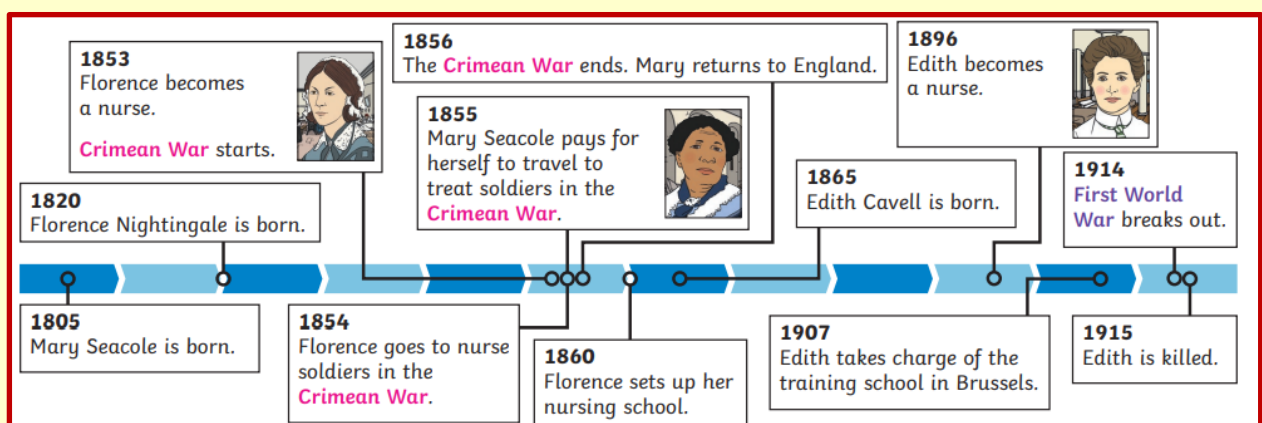 1853
Florence becomes
a nurse.
Crimean War starts.
1856
The Crimean War ends. Mary returns to England.
1896
Edith becomes
a nurse.
1855
Mary Seacole pays for
herself to travel to
treat soldiers in the
Crimean War.
1820
Florence Nightingale is born.
1865
Edith Cavell is born.
1914
First World
War breaks out.
1805
Mary Seacole is born.
1854
Florence goes to nurse
soldiers in the
Crimean War.
1860
Florence sets up her
nursing school.
1907
Edith takes charge of the
training school in Brussels.
1915
Edith is killed.